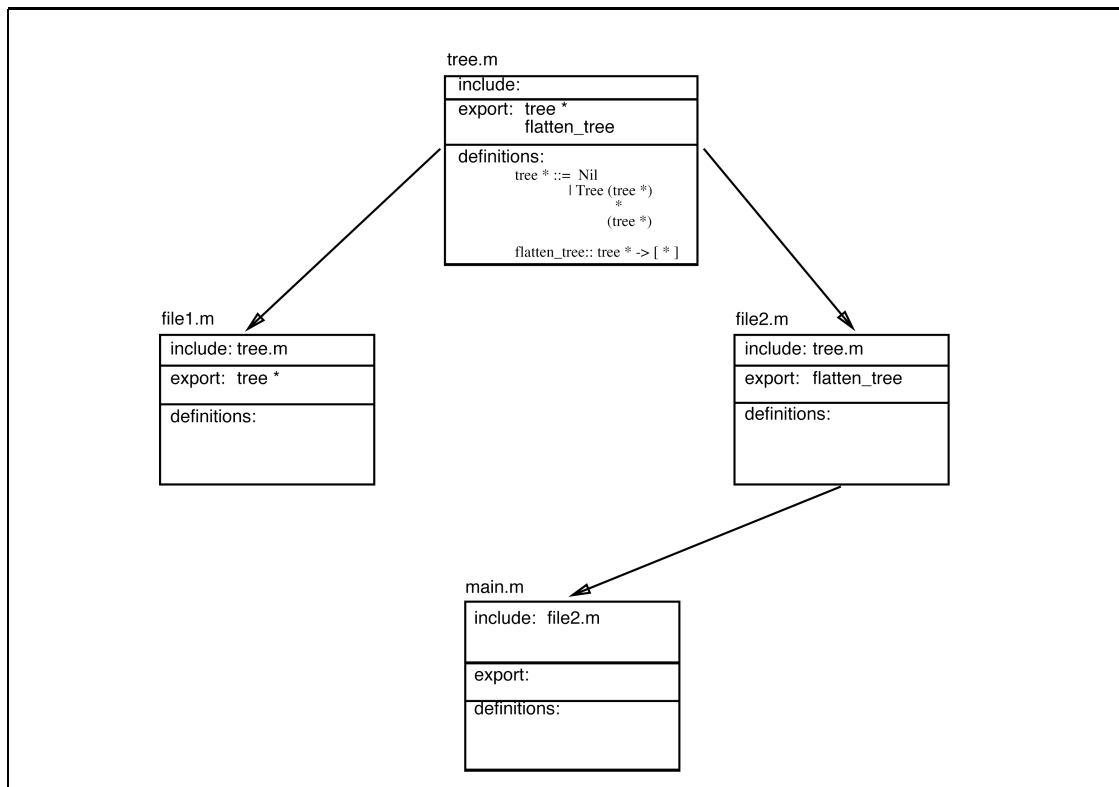 tree.m
include:
export: tree *
flatten_tree
definitions:
tree * ::= Nil
| Tree (tree *)
*
(tree *)
flatten_tree:: tree * -> [ * ]
file1.m
include: tree.m
export: tree *
definitions:
file2.m
include: tree.m
export: flatten_tree
definitions:
main.m
include: file2.m
export:
definitions: